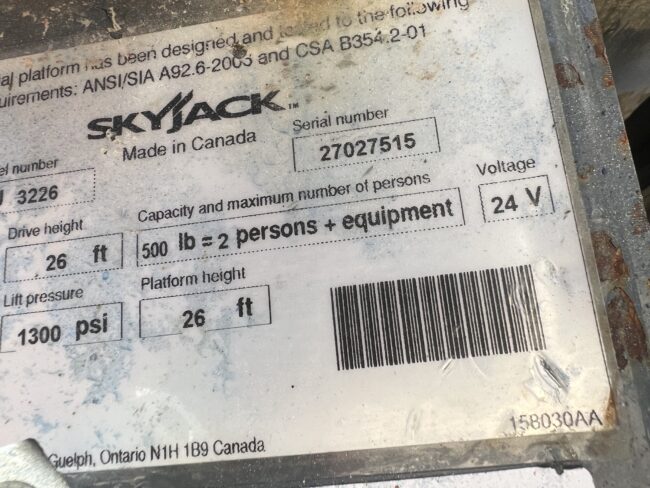 platform has been designed and tested to the following
uirements: ANSI/SIA A92.6-2006 and CSA B354.2-01
SKYJACK™
Made in Canada
Serial number
27027515
el number
3226
Drive height
26 ft
Capacity and maximum number of persons
500 lb = 2 persons + equipment
Voltage
24 V
Lift pressure
1300 psi
Platform height
26 ft
158030AA
Guelph, Ontario N1H 1B9 Canada